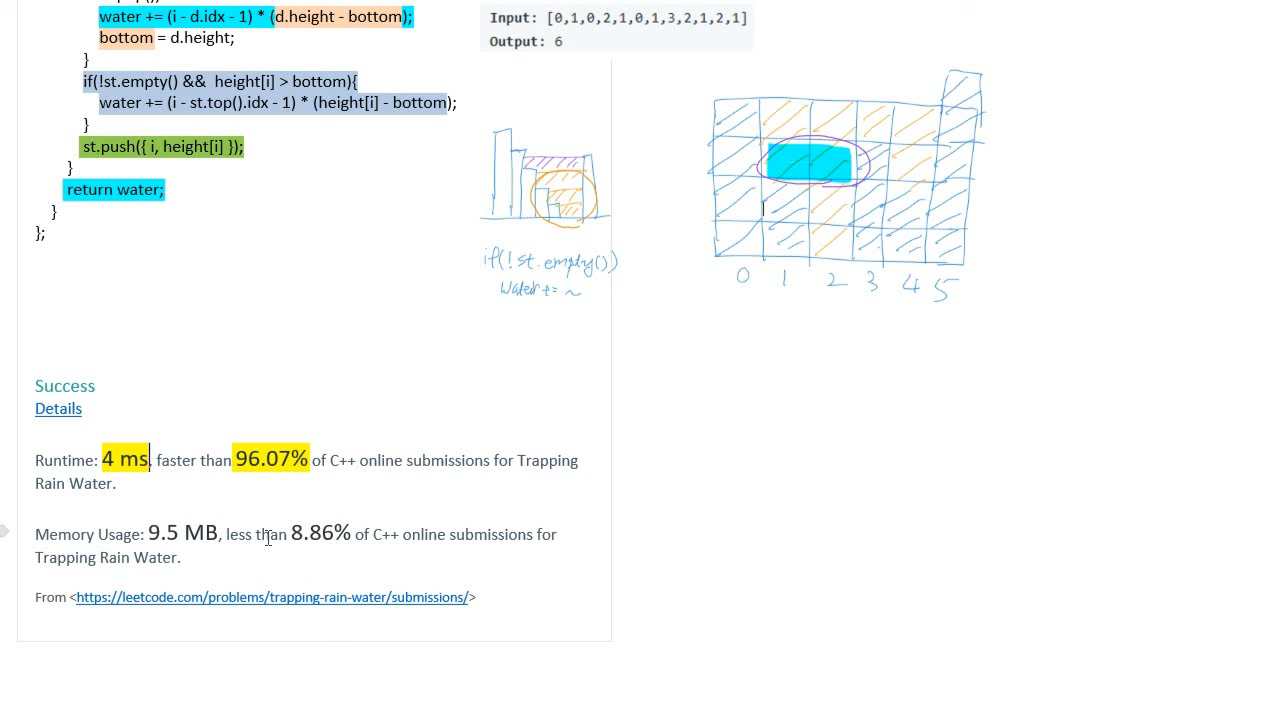 water += (i - d.idx - 1) * (d.height - bottom);
bottom = d.height;
}
if(!st.empty() &&  height[i] > bottom){
water += (i - st.top().idx - 1) * (height[i] - bottom);
}
st.push({ i, height[i] });
}
return water;
}
};
Input: [0,1,0,2,1,0,1,3,2,1,2,1]
Output: 6
if(!st.empty())
water += ~
0 1 2 3 4 5
Success
Details
Runtime: 4 ms, faster than 96.07% of C++ online submissions for Trapping
Rain Water.
Memory Usage: 9.5 MB, less than 8.86% of C++ online submissions for
Trapping Rain Water.
From <https://leetcode.com/problems/trapping-rain-water/submissions/>